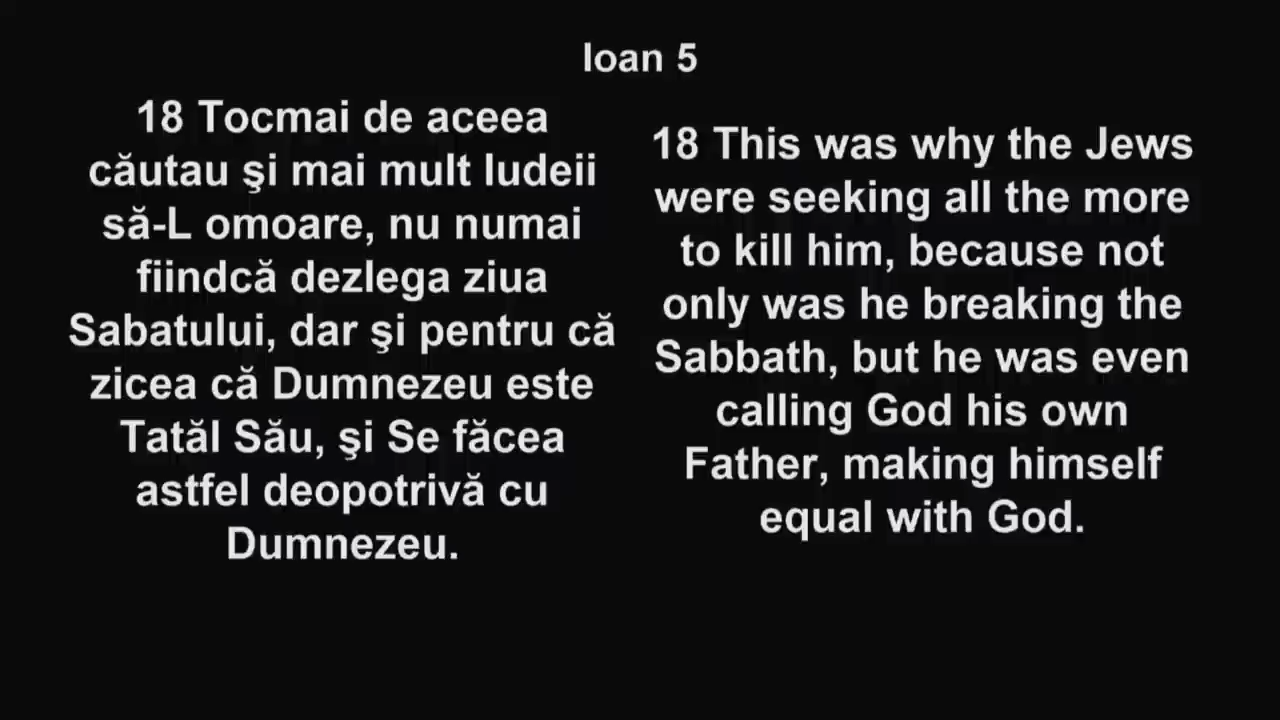 Ioan 5
18 Tocmai de aceea
căutau şi mai mult Iudeii
să-L omoare, nu numai
fiindcă dezlega ziua
Sabatului, dar şi pentru că
zicea că Dumnezeu este
Tatăl Său, şi Se făcea
astfel deopotrivă cu
Dumnezeu.
18 This was why the Jews
were seeking all the more
to kill him, because not
only was he breaking the
Sabbath, but he was even
calling God his own
Father, making himself
equal with God.